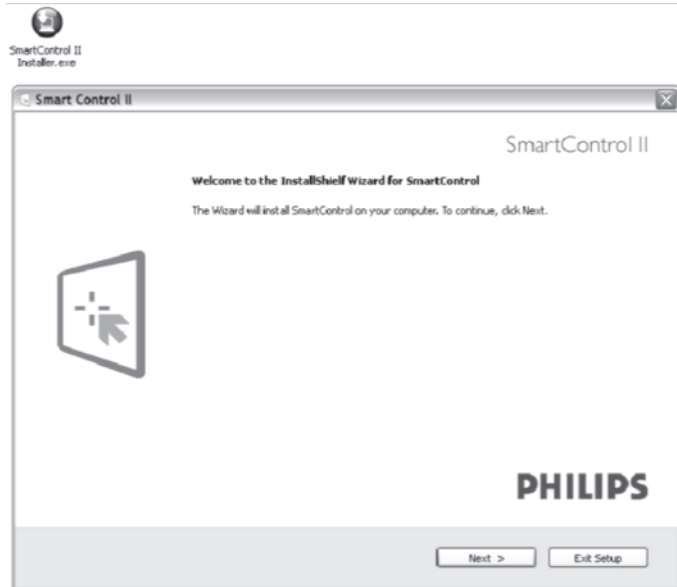 SmartControl II
Installer.exe
Smart Control II
SmartControl II
Welcome to the InstallShield Wizard for SmartControl
The Wizard will install SmartControl on your computer. To continue, click Next.
PHILIPS
Next >
Exit Setup